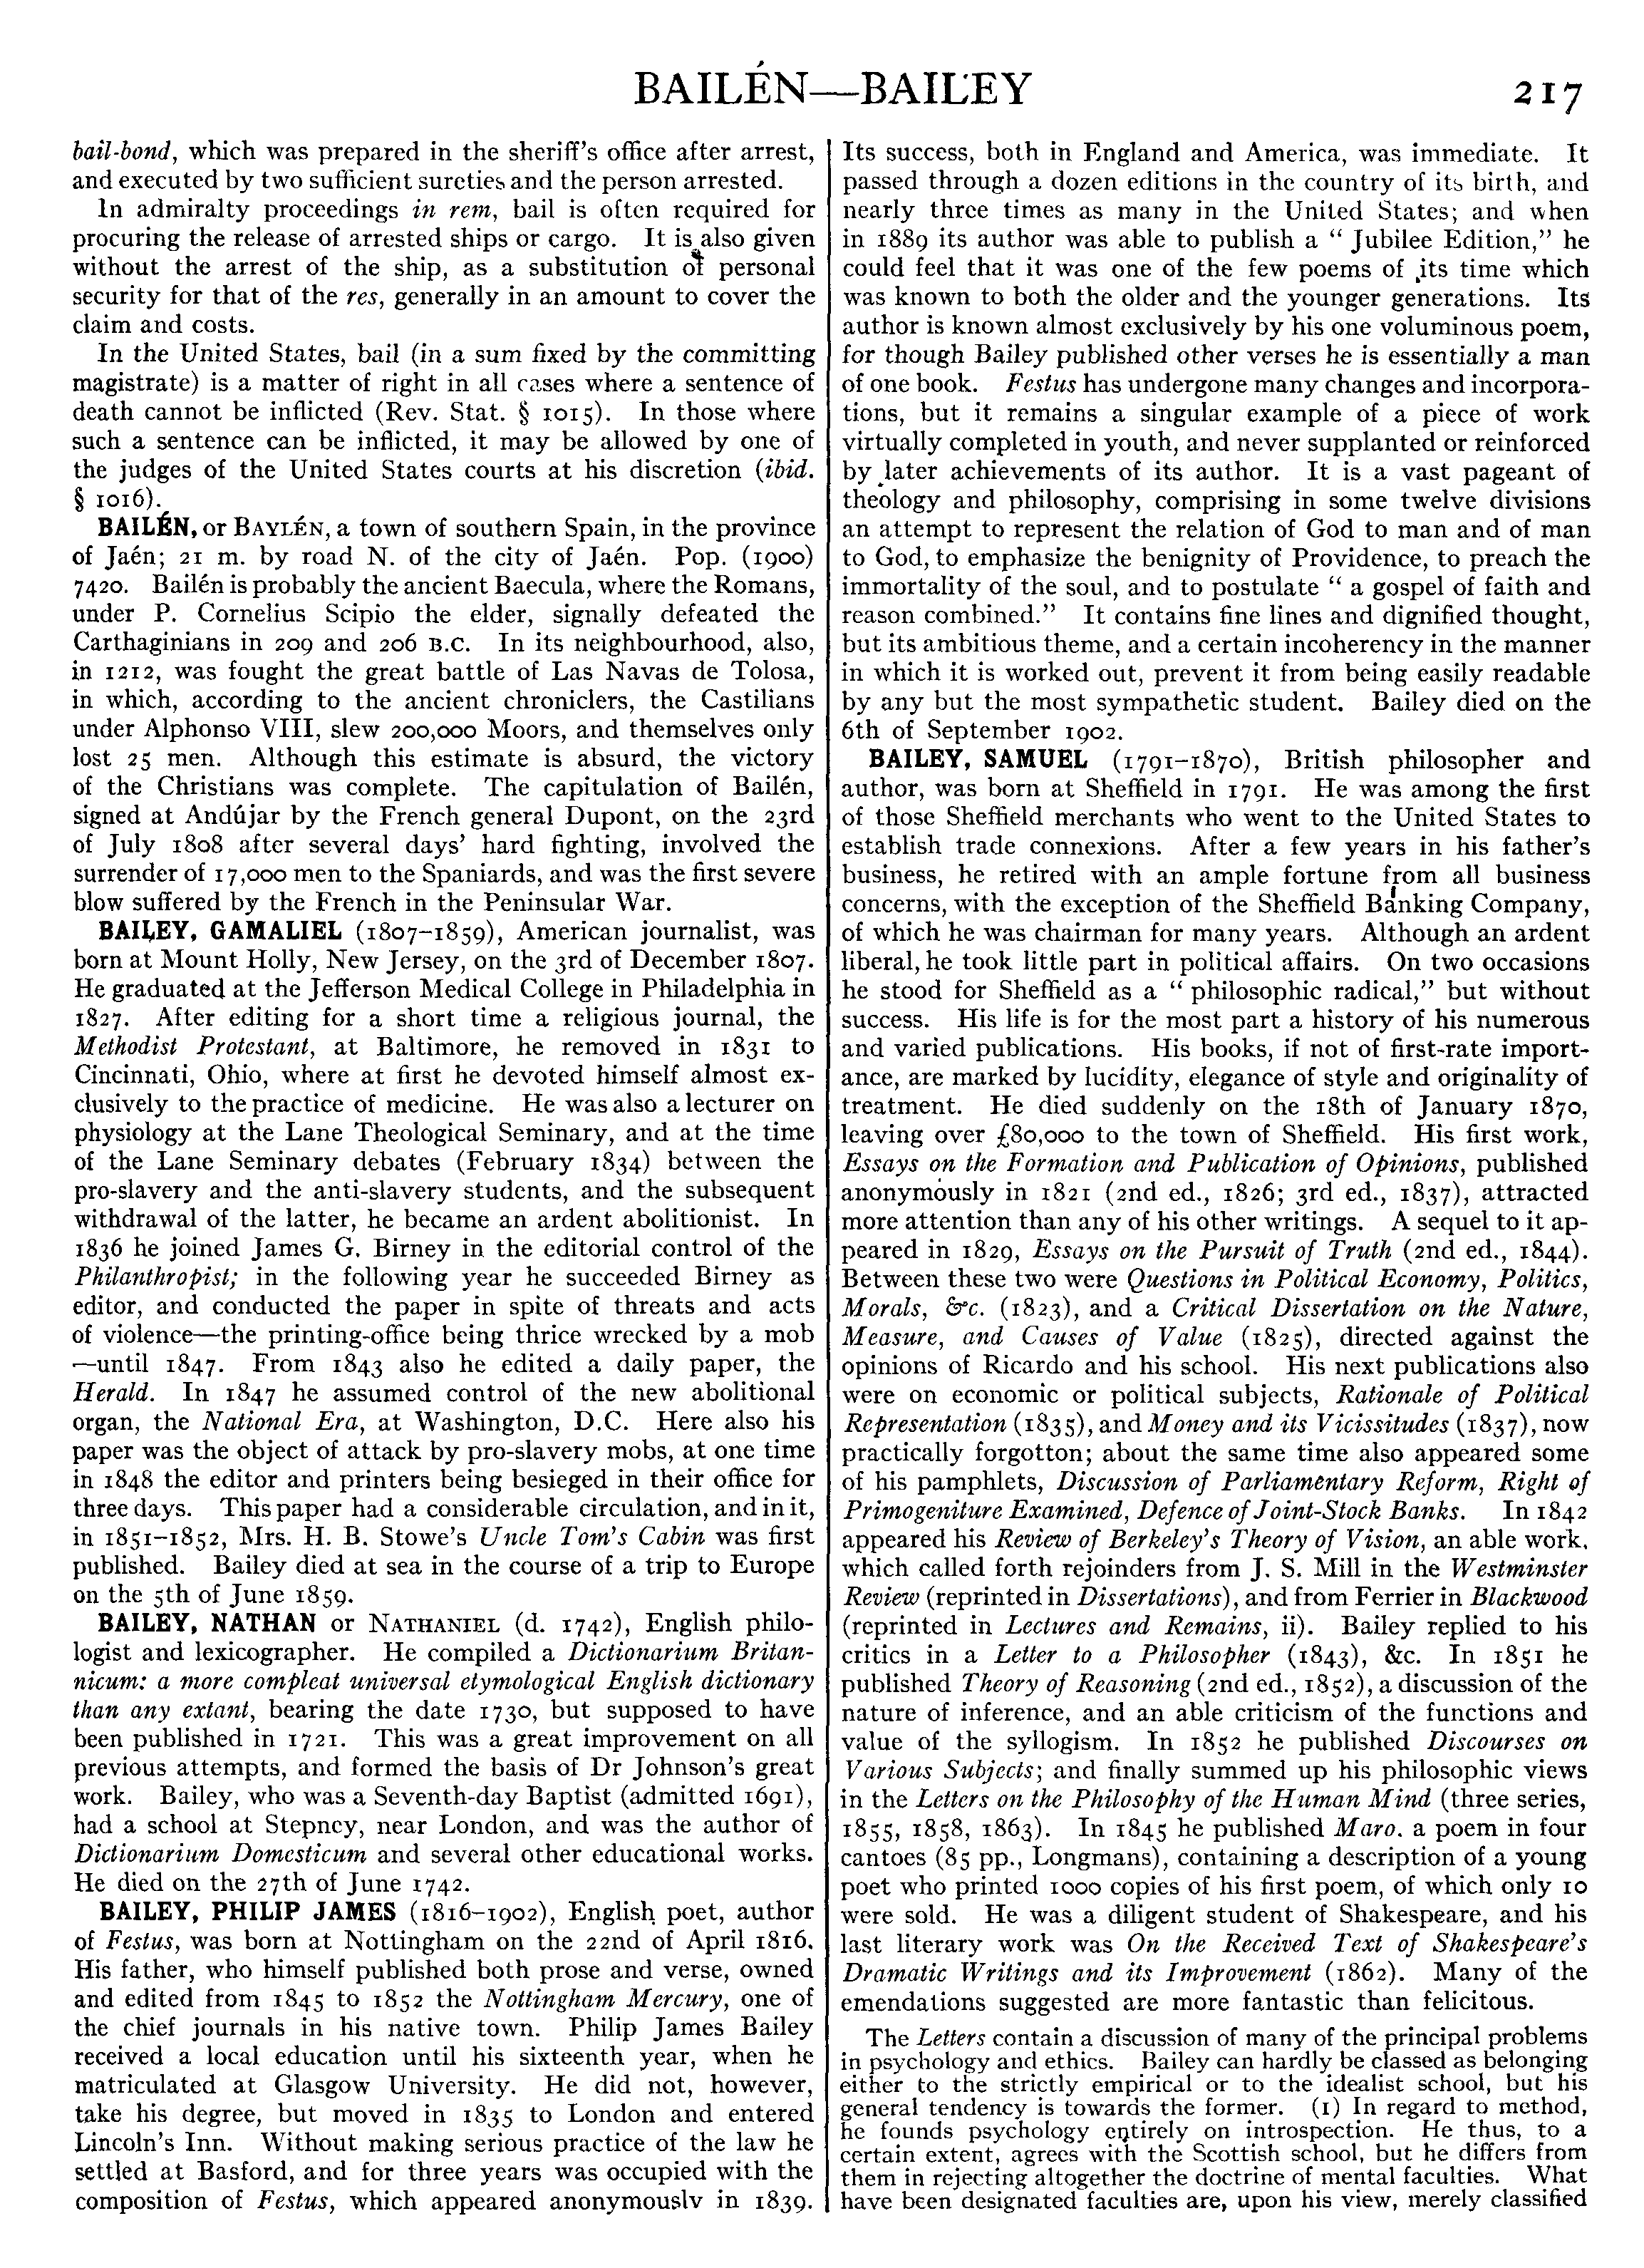 BAILÉN—BAILEY
217
bail-bond, which was prepared in the sheriff's office after arrest,
and executed by two sufficient sureties and the person arrested.
In admiralty proceedings in rem, bail is often required for
procuring the release of arrested ships or cargo. It is also given
without the arrest of the ship, as a substitution of personal
security for that of the res, generally in an amount to cover the
claim and costs.
In the United States, bail (in a sum fixed by the committing
magistrate) is a matter of right in all cases where a sentence of
death cannot be inflicted (Rev. Stat. § 1015). In those where
such a sentence can be inflicted, it may be allowed by one of
the judges of the United States courts at his discretion (ibid.
§ 1016).
BAILÉN, or BAYLÉN, a town of southern Spain, in the province
of Jaén; 21 m. by road N. of the city of Jaén. Pop. (1900)
7420. Bailén is probably the ancient Baecula, where the Romans,
under P. Cornelius Scipio the elder, signally defeated the
Carthaginians in 209 and 206 B.C. In its neighbourhood, also,
in 1212, was fought the great battle of Las Navas de Tolosa,
in which, according to the ancient chroniclers, the Castilians
under Alphonso VIII, slew 200,000 Moors, and themselves only
lost 25 men. Although this estimate is absurd, the victory
of the Christians was complete. The capitulation of Bailén,
signed at Andújar by the French general Dupont, on the 23rd
of July 1808 after several days' hard fighting, involved the
surrender of 17,000 men to the Spaniards, and was the first severe
blow suffered by the French in the Peninsular War.
BAILEY, GAMALIEL (1807–1859), American journalist, was
born at Mount Holly, New Jersey, on the 3rd of December 1807.
He graduated at the Jefferson Medical College in Philadelphia in
1827. After editing for a short time a religious journal, the
Methodist Protestant, at Baltimore, he removed in 1831 to
Cincinnati, Ohio, where at first he devoted himself almost ex-
clusively to the practice of medicine. He was also a lecturer on
physiology at the Lane Theological Seminary, and at the time
of the Lane Seminary debates (February 1834) between the
pro-slavery and the anti-slavery students, and the subsequent
withdrawal of the latter, he became an ardent abolitionist. In
1836 he joined James G. Birney in the editorial control of the
Philanthropist; in the following year he succeeded Birney as
editor, and conducted the paper in spite of threats and acts
of violence—the printing-office being thrice wrecked by a mob
—until 1847. From 1843 also he edited a daily paper, the
Herald. In 1847 he assumed control of the new abolitional
organ, the National Era, at Washington, D.C. Here also his
paper was the object of attack by pro-slavery mobs, at one time
in 1848 the editor and printers being besieged in their office for
three days. This paper had a considerable circulation, and in it,
in 1851–1852, Mrs. H. B. Stowe's Uncle Tom's Cabin was first
published. Bailey died at sea in the course of a trip to Europe
on the 5th of June 1859.
BAILEY, NATHAN or NATHANIEL (d. 1742), English philo-
logist and lexicographer. He compiled a Dictionarium Britan-
nicum: a more compleat universal etymological English dictionary
than any extant, bearing the date 1730, but supposed to have
been published in 1721. This was a great improvement on all
previous attempts, and formed the basis of Dr Johnson's great
work. Bailey, who was a Seventh-day Baptist (admitted 1691),
had a school at Stepney, near London, and was the author of
Dictionarium Domesticum and several other educational works.
He died on the 27th of June 1742.
BAILEY, PHILIP JAMES (1816–1902), English poet, author
of Festus, was born at Nottingham on the 22nd of April 1816.
His father, who himself published both prose and verse, owned
and edited from 1845 to 1852 the Nottingham Mercury, one of
the chief journals in his native town. Philip James Bailey
received a local education until his sixteenth year, when he
matriculated at Glasgow University. He did not, however,
take his degree, but moved in 1835 to London and entered
Lincoln's Inn. Without making serious practice of the law he
settled at Basford, and for three years was occupied with the
composition of Festus, which appeared anonymously in 1839.
Its success, both in England and America, was immediate. It
passed through a dozen editions in the country of its birth, and
nearly three times as many in the United States; and when
in 1889 its author was able to publish a “ Jubilee Edition,” he
could feel that it was one of the few poems of its time which
was known to both the older and the younger generations. Its
author is known almost exclusively by his one voluminous poem,
for though Bailey published other verses he is essentially a man
of one book. Festus has undergone many changes and incorpora-
tions, but it remains a singular example of a piece of work
virtually completed in youth, and never supplanted or reinforced
by later achievements of its author. It is a vast pageant of
theology and philosophy, comprising in some twelve divisions
an attempt to represent the relation of God to man and of man
to God, to emphasize the benignity of Providence, to preach the
immortality of the soul, and to postulate “ a gospel of faith and
reason combined.” It contains fine lines and dignified thought,
but its ambitious theme, and a certain incoherency in the manner
in which it is worked out, prevent it from being easily readable
by any but the most sympathetic student. Bailey died on the
6th of September 1902.
BAILEY, SAMUEL (1791–1870), British philosopher and
author, was born at Sheffield in 1791. He was among the first
of those Sheffield merchants who went to the United States to
establish trade connexions. After a few years in his father's
business, he retired with an ample fortune from all business
concerns, with the exception of the Sheffield Banking Company,
of which he was chairman for many years. Although an ardent
liberal, he took little part in political affairs. On two occasions
he stood for Sheffield as a “ philosophic radical,” but without
success. His life is for the most part a history of his numerous
and varied publications. His books, if not of first-rate import-
ance, are marked by lucidity, elegance of style and originality of
treatment. He died suddenly on the 18th of January 1870,
leaving over £80,000 to the town of Sheffield. His first work,
Essays on the Formation and Publication of Opinions, published
anonymously in 1821 (2nd ed., 1826; 3rd ed., 1837), attracted
more attention than any of his other writings. A sequel to it ap-
peared in 1829, Essays on the Pursuit of Truth (2nd ed., 1844).
Between these two were Questions in Political Economy, Politics,
Morals, &c. (1823), and a Critical Dissertation on the Nature,
Measure, and Causes of Value (1825), directed against the
opinions of Ricardo and his school. His next publications also
were on economic or political subjects, Rationale of Political
Representation (1835), and Money and its Vicissitudes (1837), now
practically forgotton; about the same time also appeared some
of his pamphlets, Discussion of Parliamentary Reform, Right of
Primogeniture Examined, Defence of Joint-Stock Banks. In 1842
appeared his Review of Berkeley's Theory of Vision, an able work,
which called forth rejoinders from J. S. Mill in the Westminster
Review (reprinted in Dissertations), and from Ferrier in Blackwood
(reprinted in Lectures and Remains, ii). Bailey replied to his
critics in a Letter to a Philosopher (1843), &c. In 1851 he
published Theory of Reasoning (2nd ed., 1852), a discussion of the
nature of inference, and an able criticism of the functions and
value of the syllogism. In 1852 he published Discourses on
Various Subjects; and finally summed up his philosophic views
in the Letters on the Philosophy of the Human Mind (three series,
1855, 1858, 1863). In 1845 he published Maro, a poem in four
cantoes (85 pp., Longmans), containing a description of a young
poet who printed 1000 copies of his first poem, of which only 10
were sold. He was a diligent student of Shakespeare, and his
last literary work was On the Received Text of Shakespeare's
Dramatic Writings and its Improvement (1862). Many of the
emendations suggested are more fantastic than felicitous.
The Letters contain a discussion of many of the principal problems
in psychology and ethics. Bailey can hardly be classed as belonging
either to the strictly empirical or to the idealist school, but his
general tendency is towards the former. (1) In regard to method,
he founds psychology entirely on introspection. He thus, to a
certain extent, agrees with the Scottish school, but he differs from
them in rejecting altogether the doctrine of mental faculties. What
have been designated faculties are, upon his view, merely classified